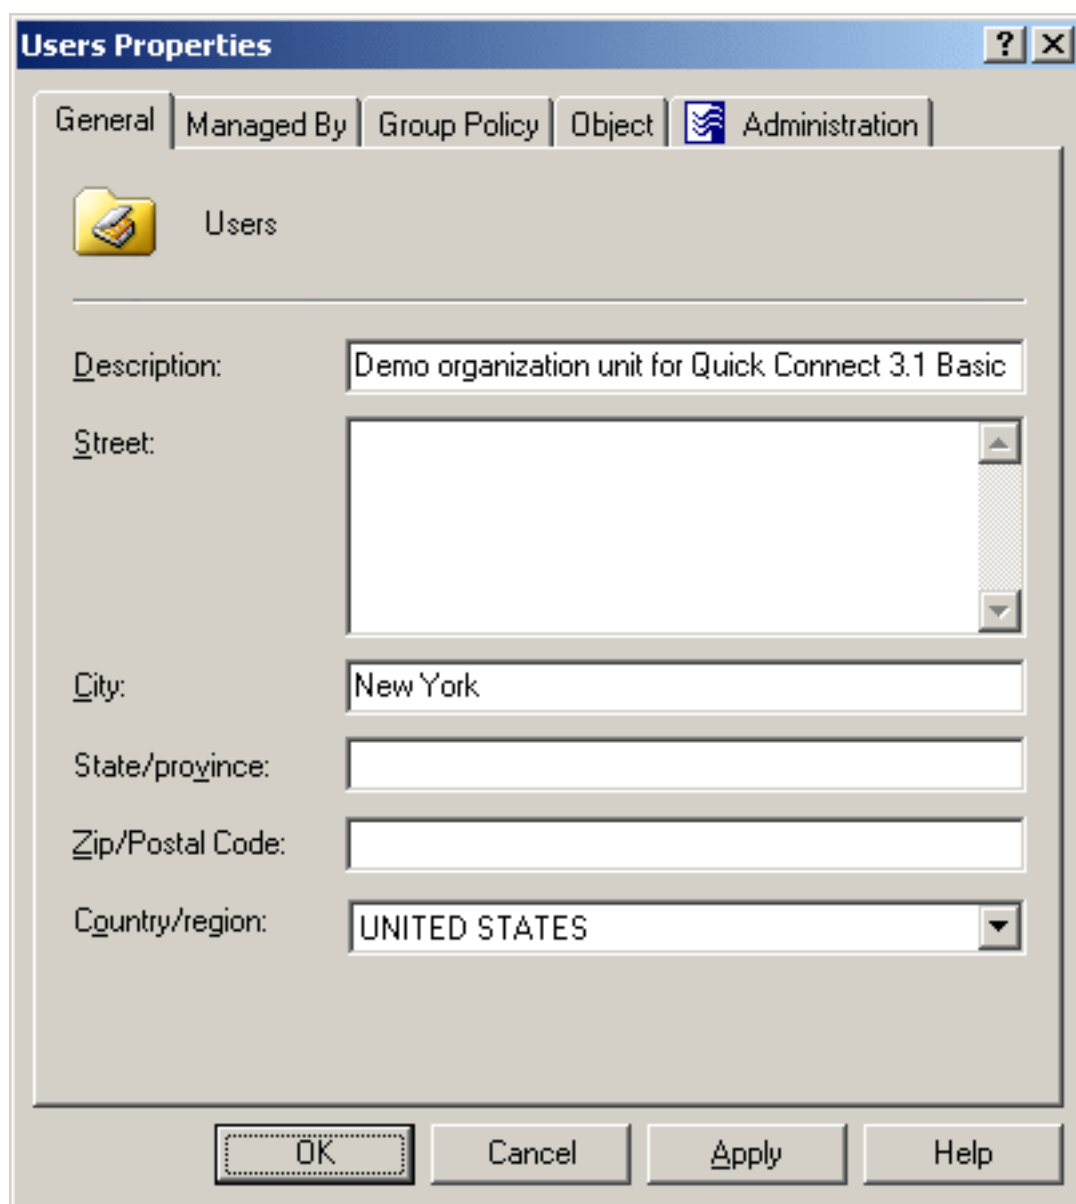 Users Properties
General Managed By Group Policy Object Administration
Users
Description: Demo organization unit for Quick Connect 3.1 Basic
Street:
City: New York
State/province:
Zip/Postal Code:
Country/region: UNITED STATES
OK Cancel Apply Help